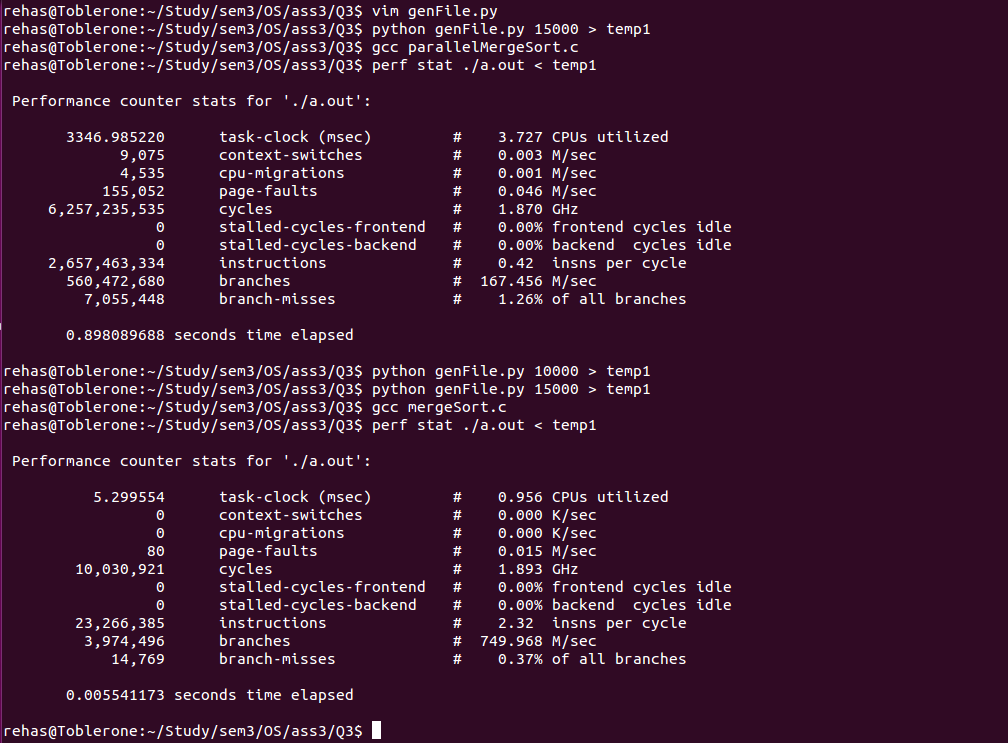 rehas@Toblerone:~/Study/sem3/OS/ass3/Q3$ vim genFile.py
rehas@Toblerone:~/Study/sem3/OS/ass3/Q3$ python genFile.py 15000 > temp1
rehas@Toblerone:~/Study/sem3/OS/ass3/Q3$ gcc parallelMergeSort.c
rehas@Toblerone:~/Study/sem3/OS/ass3/Q3$ perf stat ./a.out < temp1
Performance counter stats for './a.out':
3346.985220 task-clock (msec) # 3.727 CPUs utilized
9,075 context-switches # 0.003 M/sec
4,535 cpu-migrations # 0.001 M/sec
155,052 page-faults # 0.046 M/sec
6,257,235,535 cycles # 1.870 GHz
0 stalled-cycles-frontend # 0.00% frontend cycles idle
0 stalled-cycles-backend # 0.00% backend cycles idle
2,657,463,334 instructions # 0.42 insns per cycle
560,472,680 branches # 167.456 M/sec
7,055,448 branch-misses # 1.26% of all branches
0.898089688 seconds time elapsed
rehas@Toblerone:~/Study/sem3/OS/ass3/Q3$ python genFile.py 10000 > temp1
rehas@Toblerone:~/Study/sem3/OS/ass3/Q3$ python genFile.py 15000 > temp1
rehas@Toblerone:~/Study/sem3/OS/ass3/Q3$ gcc mergeSort.c
rehas@Toblerone:~/Study/sem3/OS/ass3/Q3$ perf stat ./a.out < temp1
Performance counter stats for './a.out':
5.299554 task-clock (msec) # 0.956 CPUs utilized
0 context-switches # 0.000 K/sec
0 cpu-migrations # 0.000 K/sec
80 page-faults # 0.015 M/sec
10,030,921 cycles # 1.893 GHz
0 stalled-cycles-frontend # 0.00% frontend cycles idle
0 stalled-cycles-backend # 0.00% backend cycles idle
23,266,385 instructions # 2.32 insns per cycle
3,974,496 branches # 749.968 M/sec
14,769 branch-misses # 0.37% of all branches
0.005541173 seconds time elapsed
rehas@Toblerone:~/Study/sem3/OS/ass3/Q3$